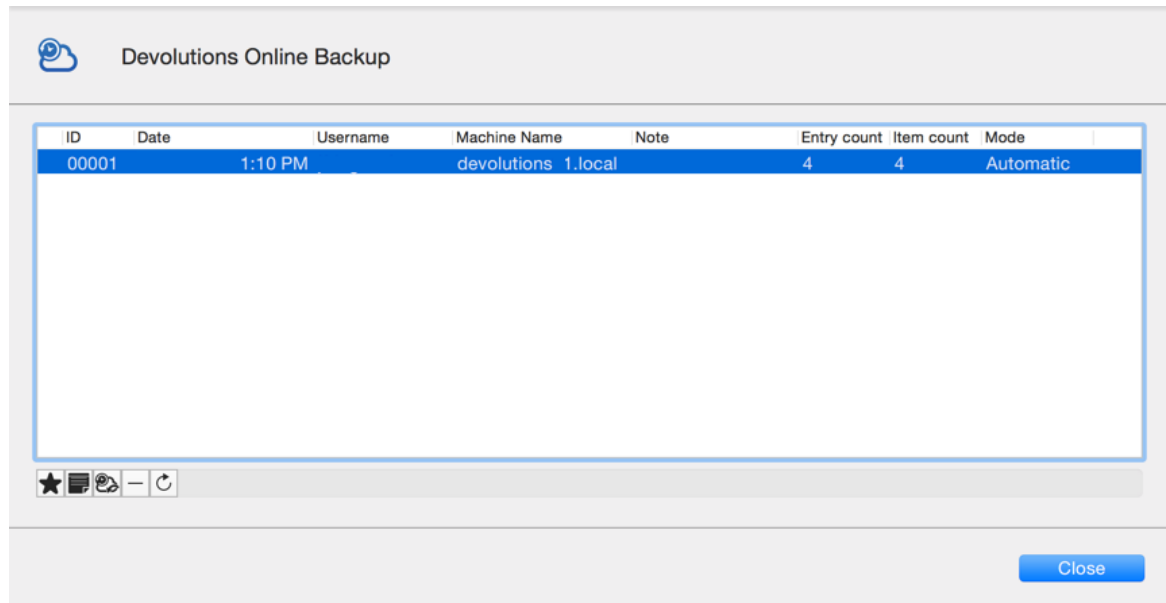 Devolutions Online Backup
ID Date Username Machine Name Note Entry count Item count Mode
00001 1:10 PM devolutions 1.local 4 4 Automatic
Close